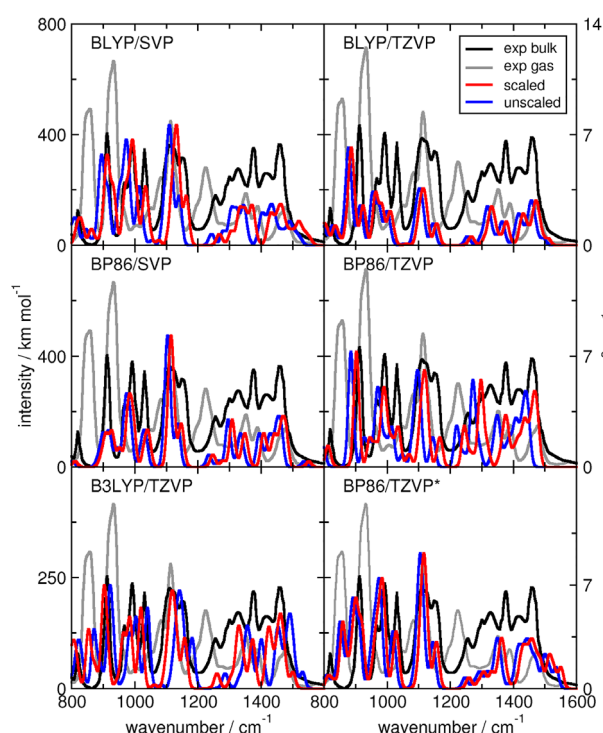 800
BLYP/SVP
BLYP/TZVP
14
exp bulk
exp gas
scaled
unscaled
400
7
0
0
BP86/SVP
BP86/TZVP
intensity / km mol⁻¹
400
7
0
0
B3LYP/TZVP
BP86/TZVP*
250
7
0
0
800 1000 1200 1400 800 1000 1200 1400 1600
wavenumber / cm⁻¹ wavenumber / cm⁻¹